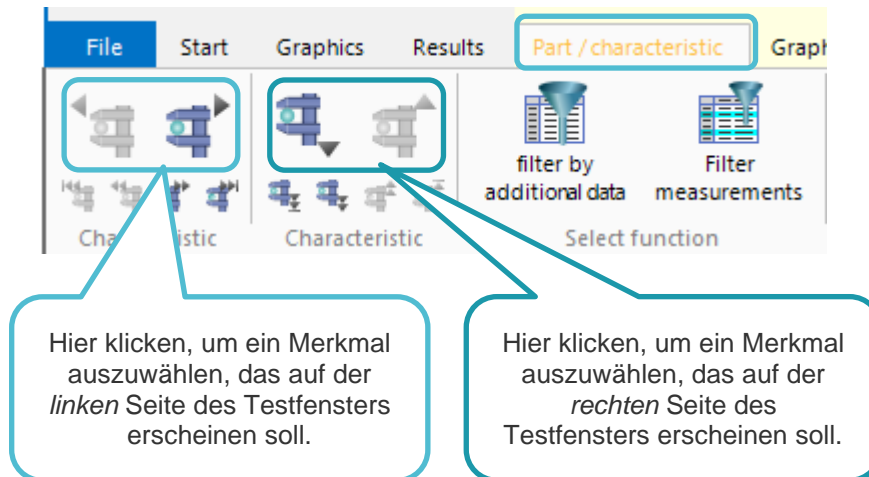 File Start Graphics Results Part / characteristic Graph
filter by
additional data
Filter
measurements
Characteristic Characteristic Select function
Hier klicken, um ein Merkmal
auszuwählen, das auf der
linken Seite des Testfensters
erscheinen soll.
Hier klicken, um ein Merkmal
auszuwählen, das auf der
rechten Seite des
Testfensters erscheinen soll.